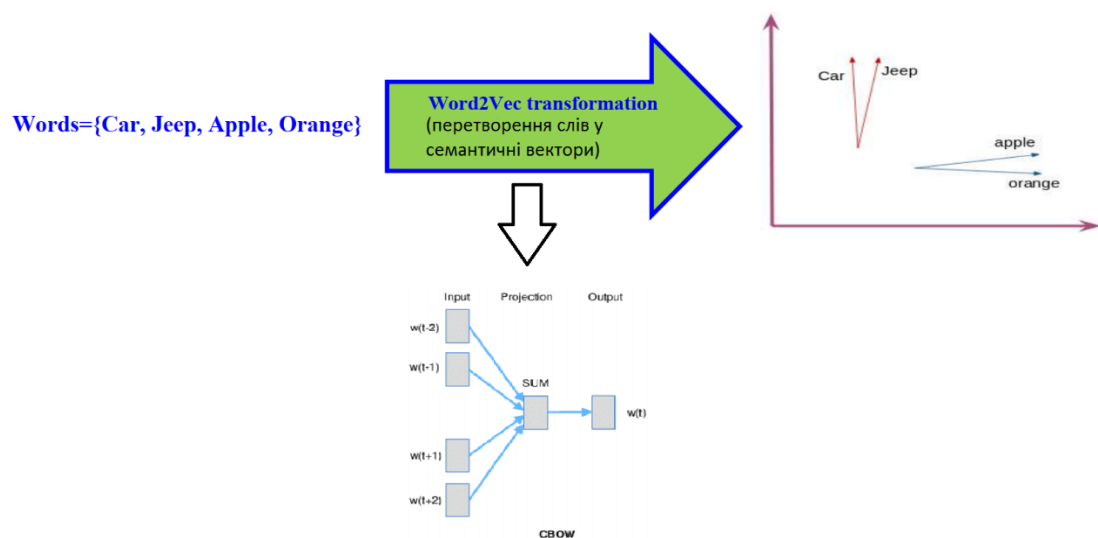 Words={Car, Jeep, Apple, Orange}
Word2Vec transformation
(перетворення слів у
семантичні вектори)
Car
Jeep
apple
orange
Input
Projection
Output
w(t-2)
w(t-1)
SUM
w(t)
w(t+1)
w(t+2)
CBOW